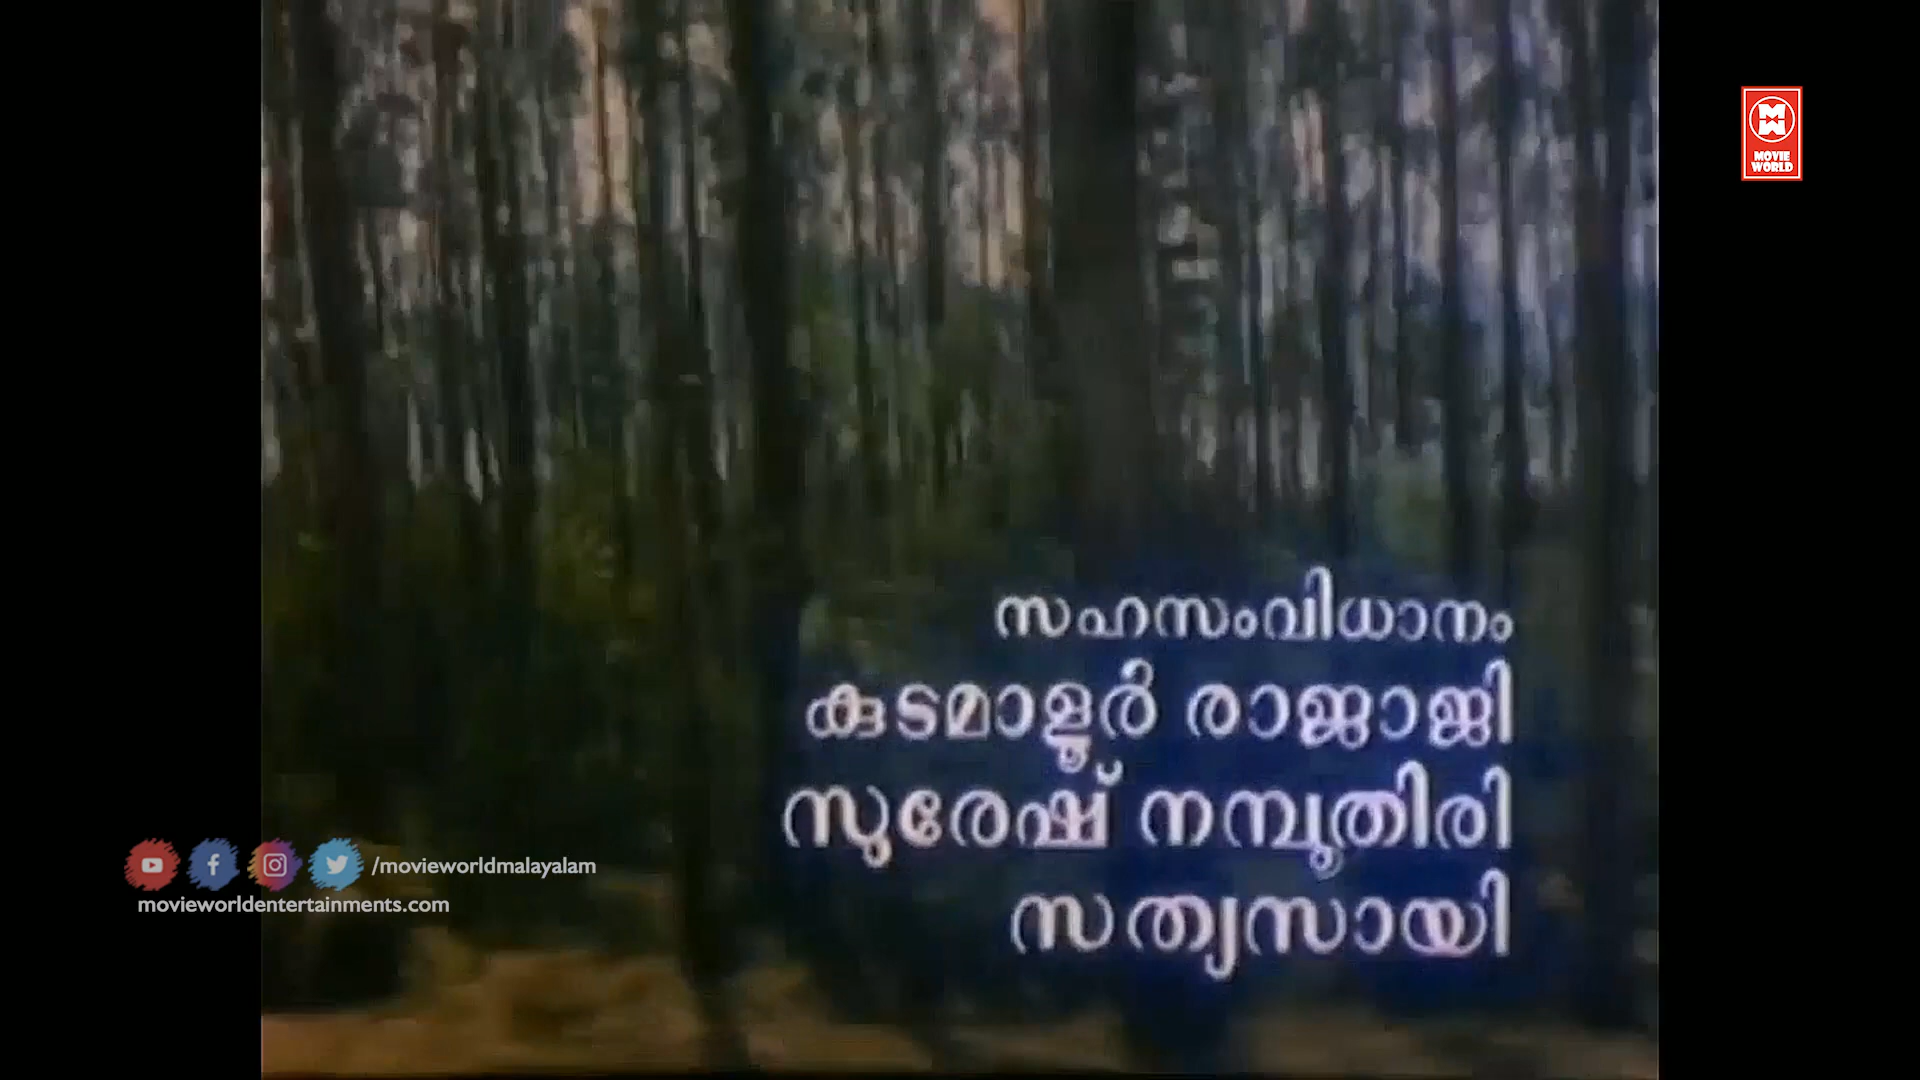 MOVIE
WORLD
സഹസംവിധാനം
കുടമാളൂർ രാജാജി
സുരേഷ് നമ്പൂതിരി
സത്യസായി
/movieworldmalayalam
movieworldentertainments.com